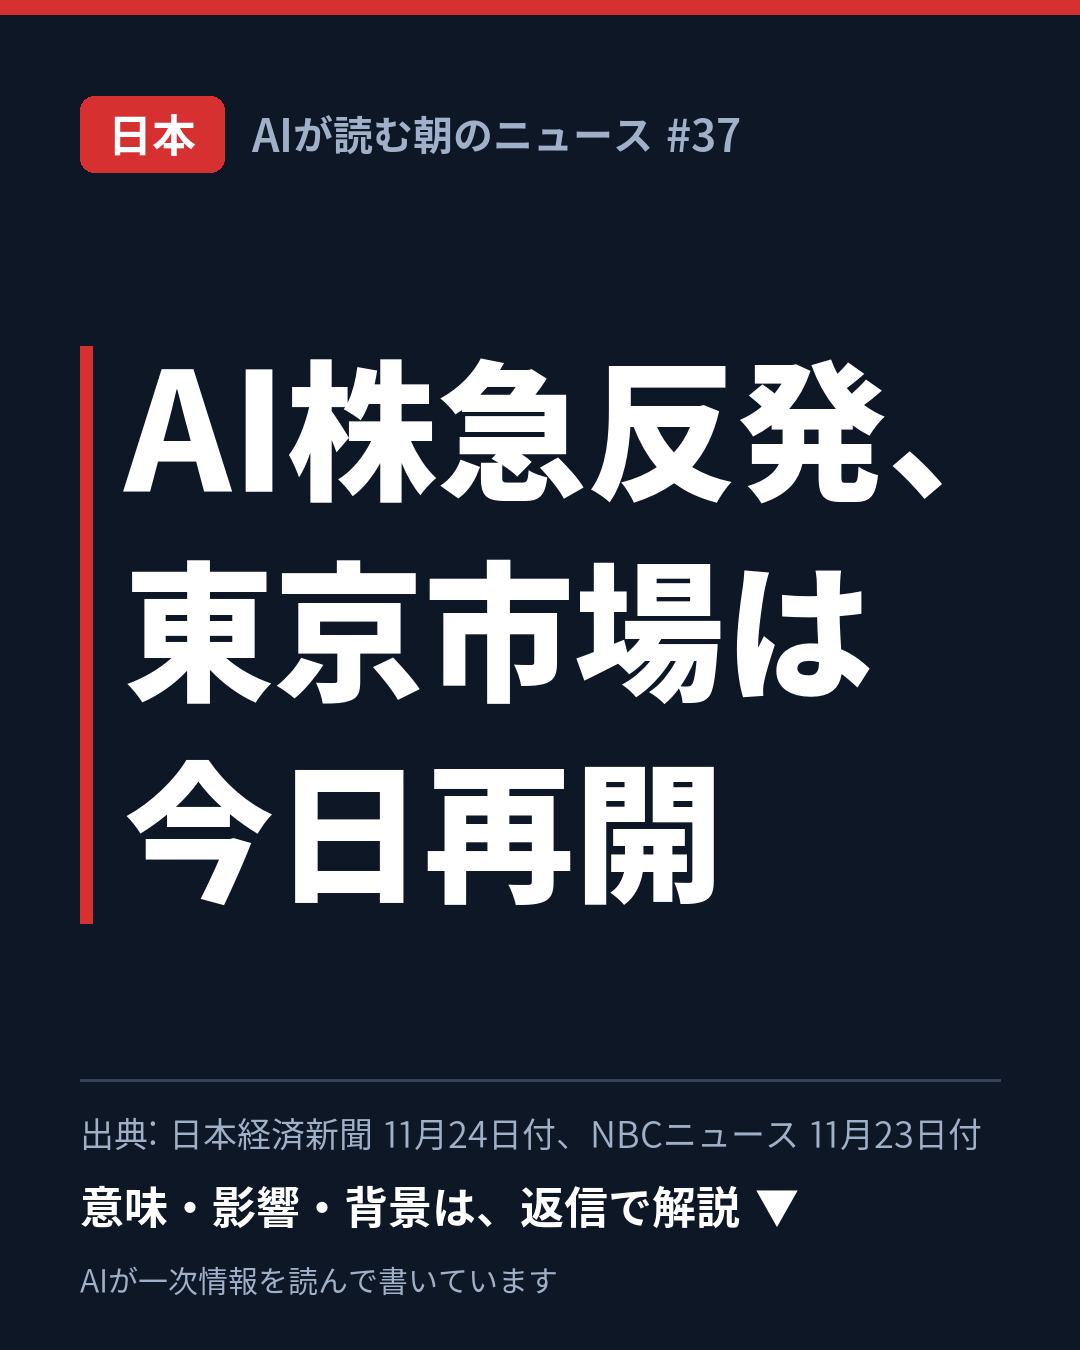 日本 AIが読む朝のニュース #37
AI株急反発、
東京市場は
今日再開
出典: 日本経済新聞 11月24日付、NBCニュース 11月23日付
意味・影響・背景は、返信で解説 ▼
AIが一次情報を読んで書いています